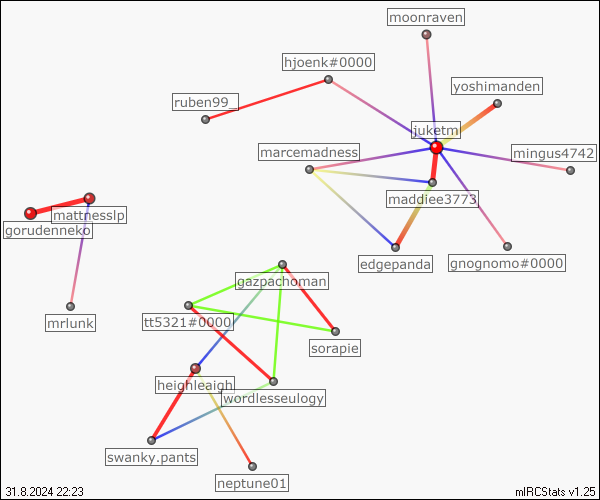 moonraven
hjoenk#0000
yoshimanden
ruben99_
juketm
marcemadness
mingus4742
maddiee3773
mattnesslp
gorudenneko
edgepanda
gnognomo#0000
gazpachoman
mrlunk
tt5321#0000
sorapie
heighleaigh
wordlesseulogy
swanky.pants
neptune01
31.8.2024 22:23
mIRCStats v1.25